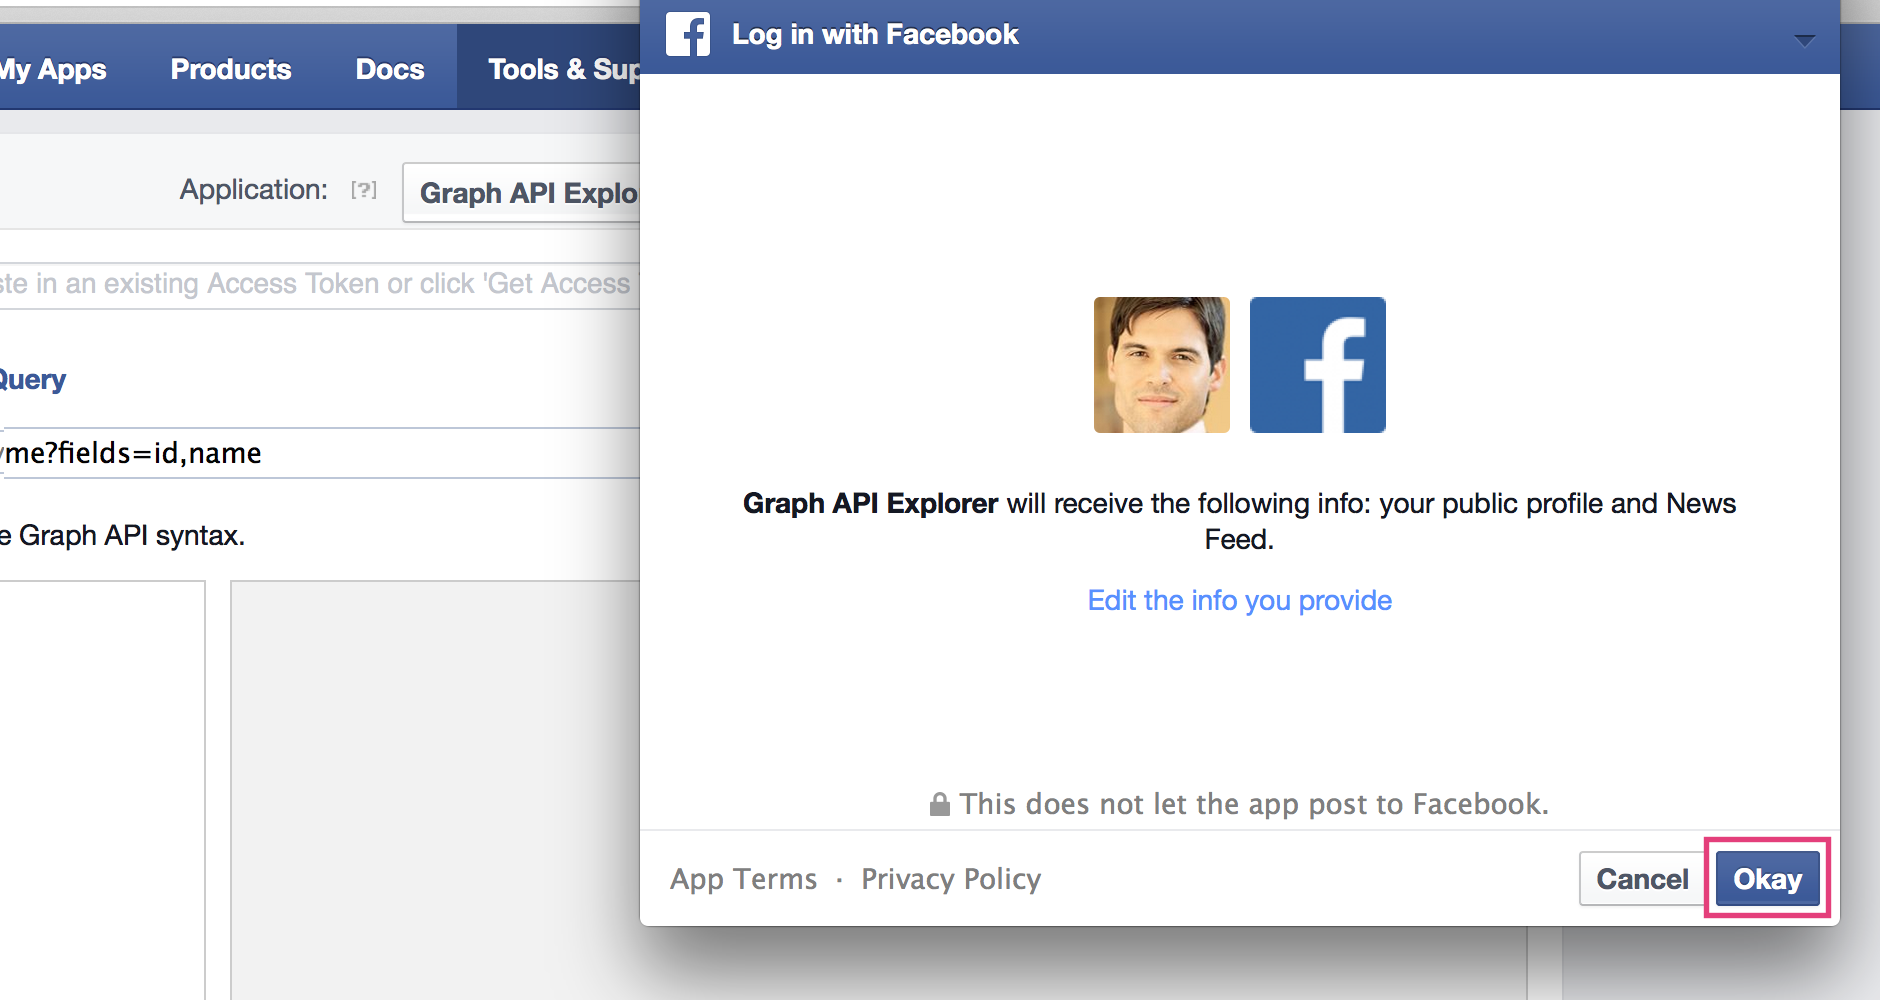 My Apps
Products
Docs
Tools & Sup
Log in with Facebook
Application: [?] Graph API Explo
ste in an existing Access Token or click 'Get Access
Query
/me?fields=id,name
e Graph API syntax.
Graph API Explorer will receive the following info: your public profile and News
Feed.
Edit the info you provide
This does not let the app post to Facebook.
App Terms · Privacy Policy
Cancel
Okay